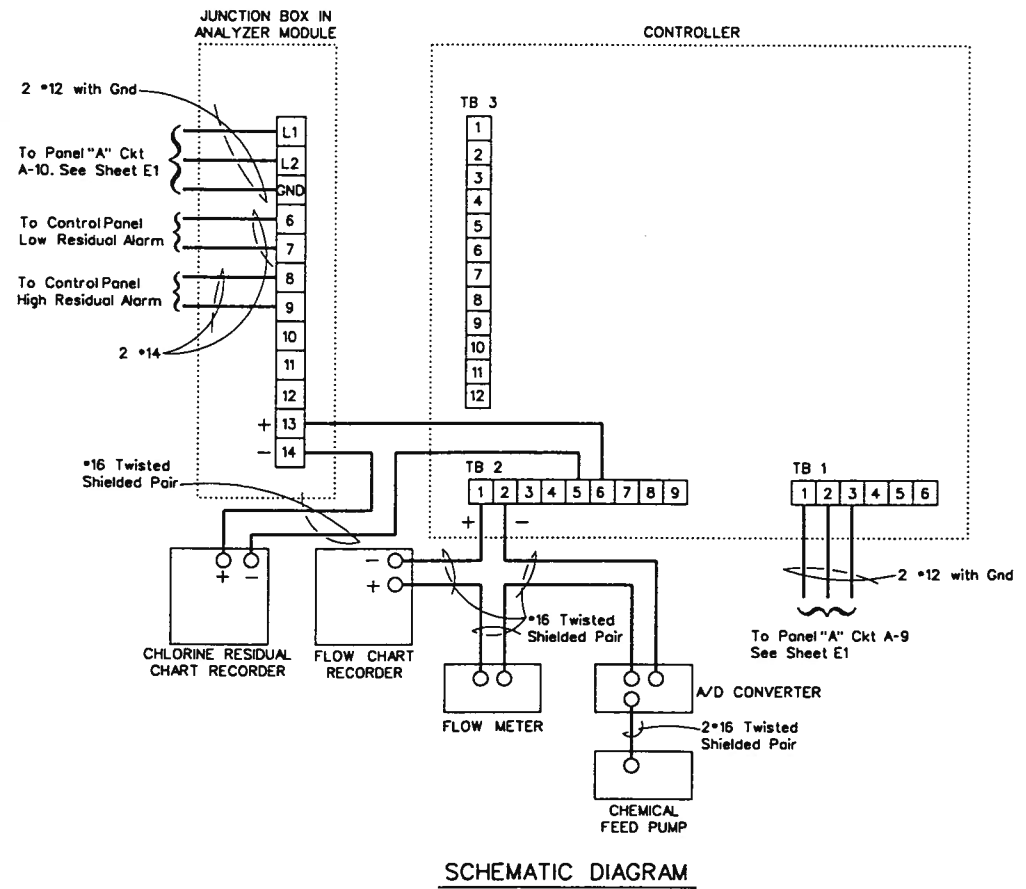 JUNCTION BOX IN
ANALYZER MODULE
CONTROLLER
2 •12 with Gnd
To Panel "A" Ckt
A-10. See Sheet E1
To Control Panel
Low Residual Alarm
To Control Panel
High Residual Alarm
2 •14
L1
L2
GND
6
7
8
9
10
11
12
+ 13
− 14
TB 3
1
2
3
4
5
6
7
8
9
10
11
12
•16 Twisted
Shielded Pair
TB 2
1 2 3 4 5 6 7 8 9
+ −
TB 1
1 2 3 4 5 6
2 •12 with Gnd
To Panel "A" Ckt A-9
See Sheet E1
+ −
CHLORINE RESIDUAL
CHART RECORDER
−
+
FLOW CHART
RECORDER
•16 Twisted
Shielded Pair
FLOW METER
A/D CONVERTER
2•16 Twisted
Shielded Pair
CHEMICAL
FEED PUMP
SCHEMATIC DIAGRAM